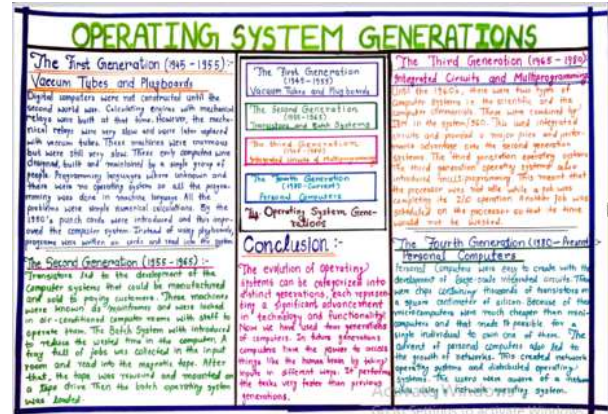 OPERATING SYSTEM GENERATIONS
The First Generation (1945-1955):-
Vaccum Tubes and Plugboards
Digital computers were not constructed until the
second world war. Calculating engines with mechanical
relays were built at that time. However, the mecha-
nical relays were very slow and were later replaced
with vacuum tubes. These machines were enormous
but were still very slow. These early computers were
designed, built and maintained by a single group of
people. Programming languages where unknown and
there were no operating system so all the progra-
mming was done in machine language. All the
problems were simple numerical calculations. By the
1950's punch cards were introduced and this impro-
ved the computer system. Instead of using plugboards,
programs were written on cards and read into the system.
The Second Generation (1955-1965):-
Transistors led to the development of the
Computer systems that could be manufactured
and sold to paying customers. These machines
were known as mainframes and were locked
in air-conditioned computer rooms with staff to
operate them. The Batch System with introduced
to reduce the wasted time in the computer. A
tray full of jobs was collected in the input
room and read into the magnetic tape. After
that, the tape was rewound and mounted on
a tape drive. Then the batch operating system
was loaded.
The First Generation
(1945-1955)
Vaccum Tubes and Plugboards
The Second Generation
(1955-1965)
Transistors and Batch Systems
The third Generation
Integrated circuits & Multiprogramming
The Fourth Generation
(1980-Current)
Personal Computers
Fig. Operating System Gene-
rations
Conclusion :-
The evolution of operating
systems can be categorized into
distinct generations, each represen-
ting a significant advancement
in technology and functionality.
Now we have used four generations
of computers. In future generations
computers have the power to access
things like the human brain by taking
inputs in different ways. It performs
the tasks very faster than previous
generations.
The Third Generation (1965-1980)
Integrated Circuits and Multiprogramming
Until the 1960's, there were two types of
Computer systems i.e the scientific and the
computer commercials. These were combined by
IBM in the system/360. This used integrated
circuits and provided a major price and perfor-
mance advantage over the second generation
systems. The third generation operating systems
The third generation operating systems also
introduced multiprogramming. This meant that
the processor was not idle while a job was
completing its I/O operation. Another job was
scheduled on the processor so that its time
would not be wasted.
The Fourth Generation (1980-Present):-
Personal Computers
Personal Computers were easy to create with the
development of large-scale integrated circuits. These
were chips containing thousands of transistors on
a square centimeter of silicon. Because of these
microcomputers were much cheaper than mini-
computers and that made it possible for a
single individual to own one of them. The
advent of personal computers also led to
the growth of networks. This created network
operating systems and distributed operating
systems. The users were aware of a network
network operating system.